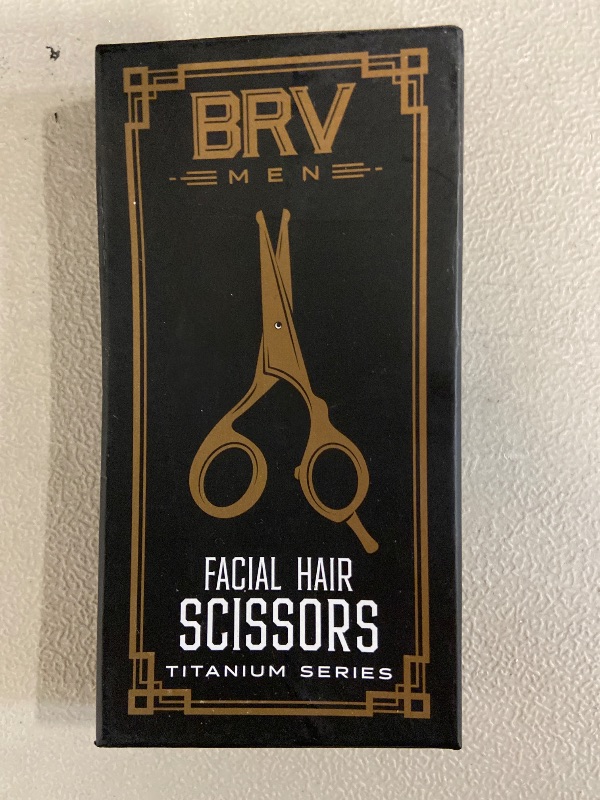 BRV
MEN
FACIAL HAIR
SCISSORS
TITANIUM SERIES